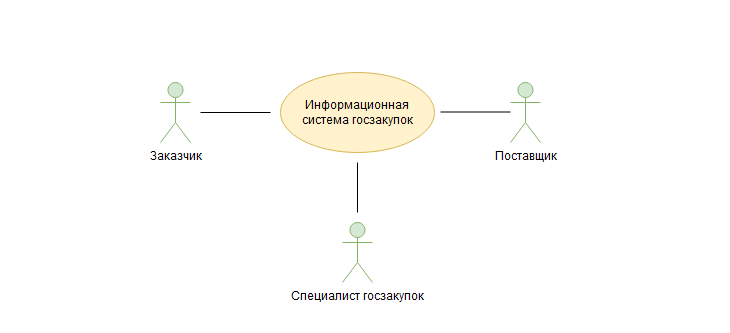 Информационная
система госзакупок
Заказчик
Поставщик
Специалист госзакупок